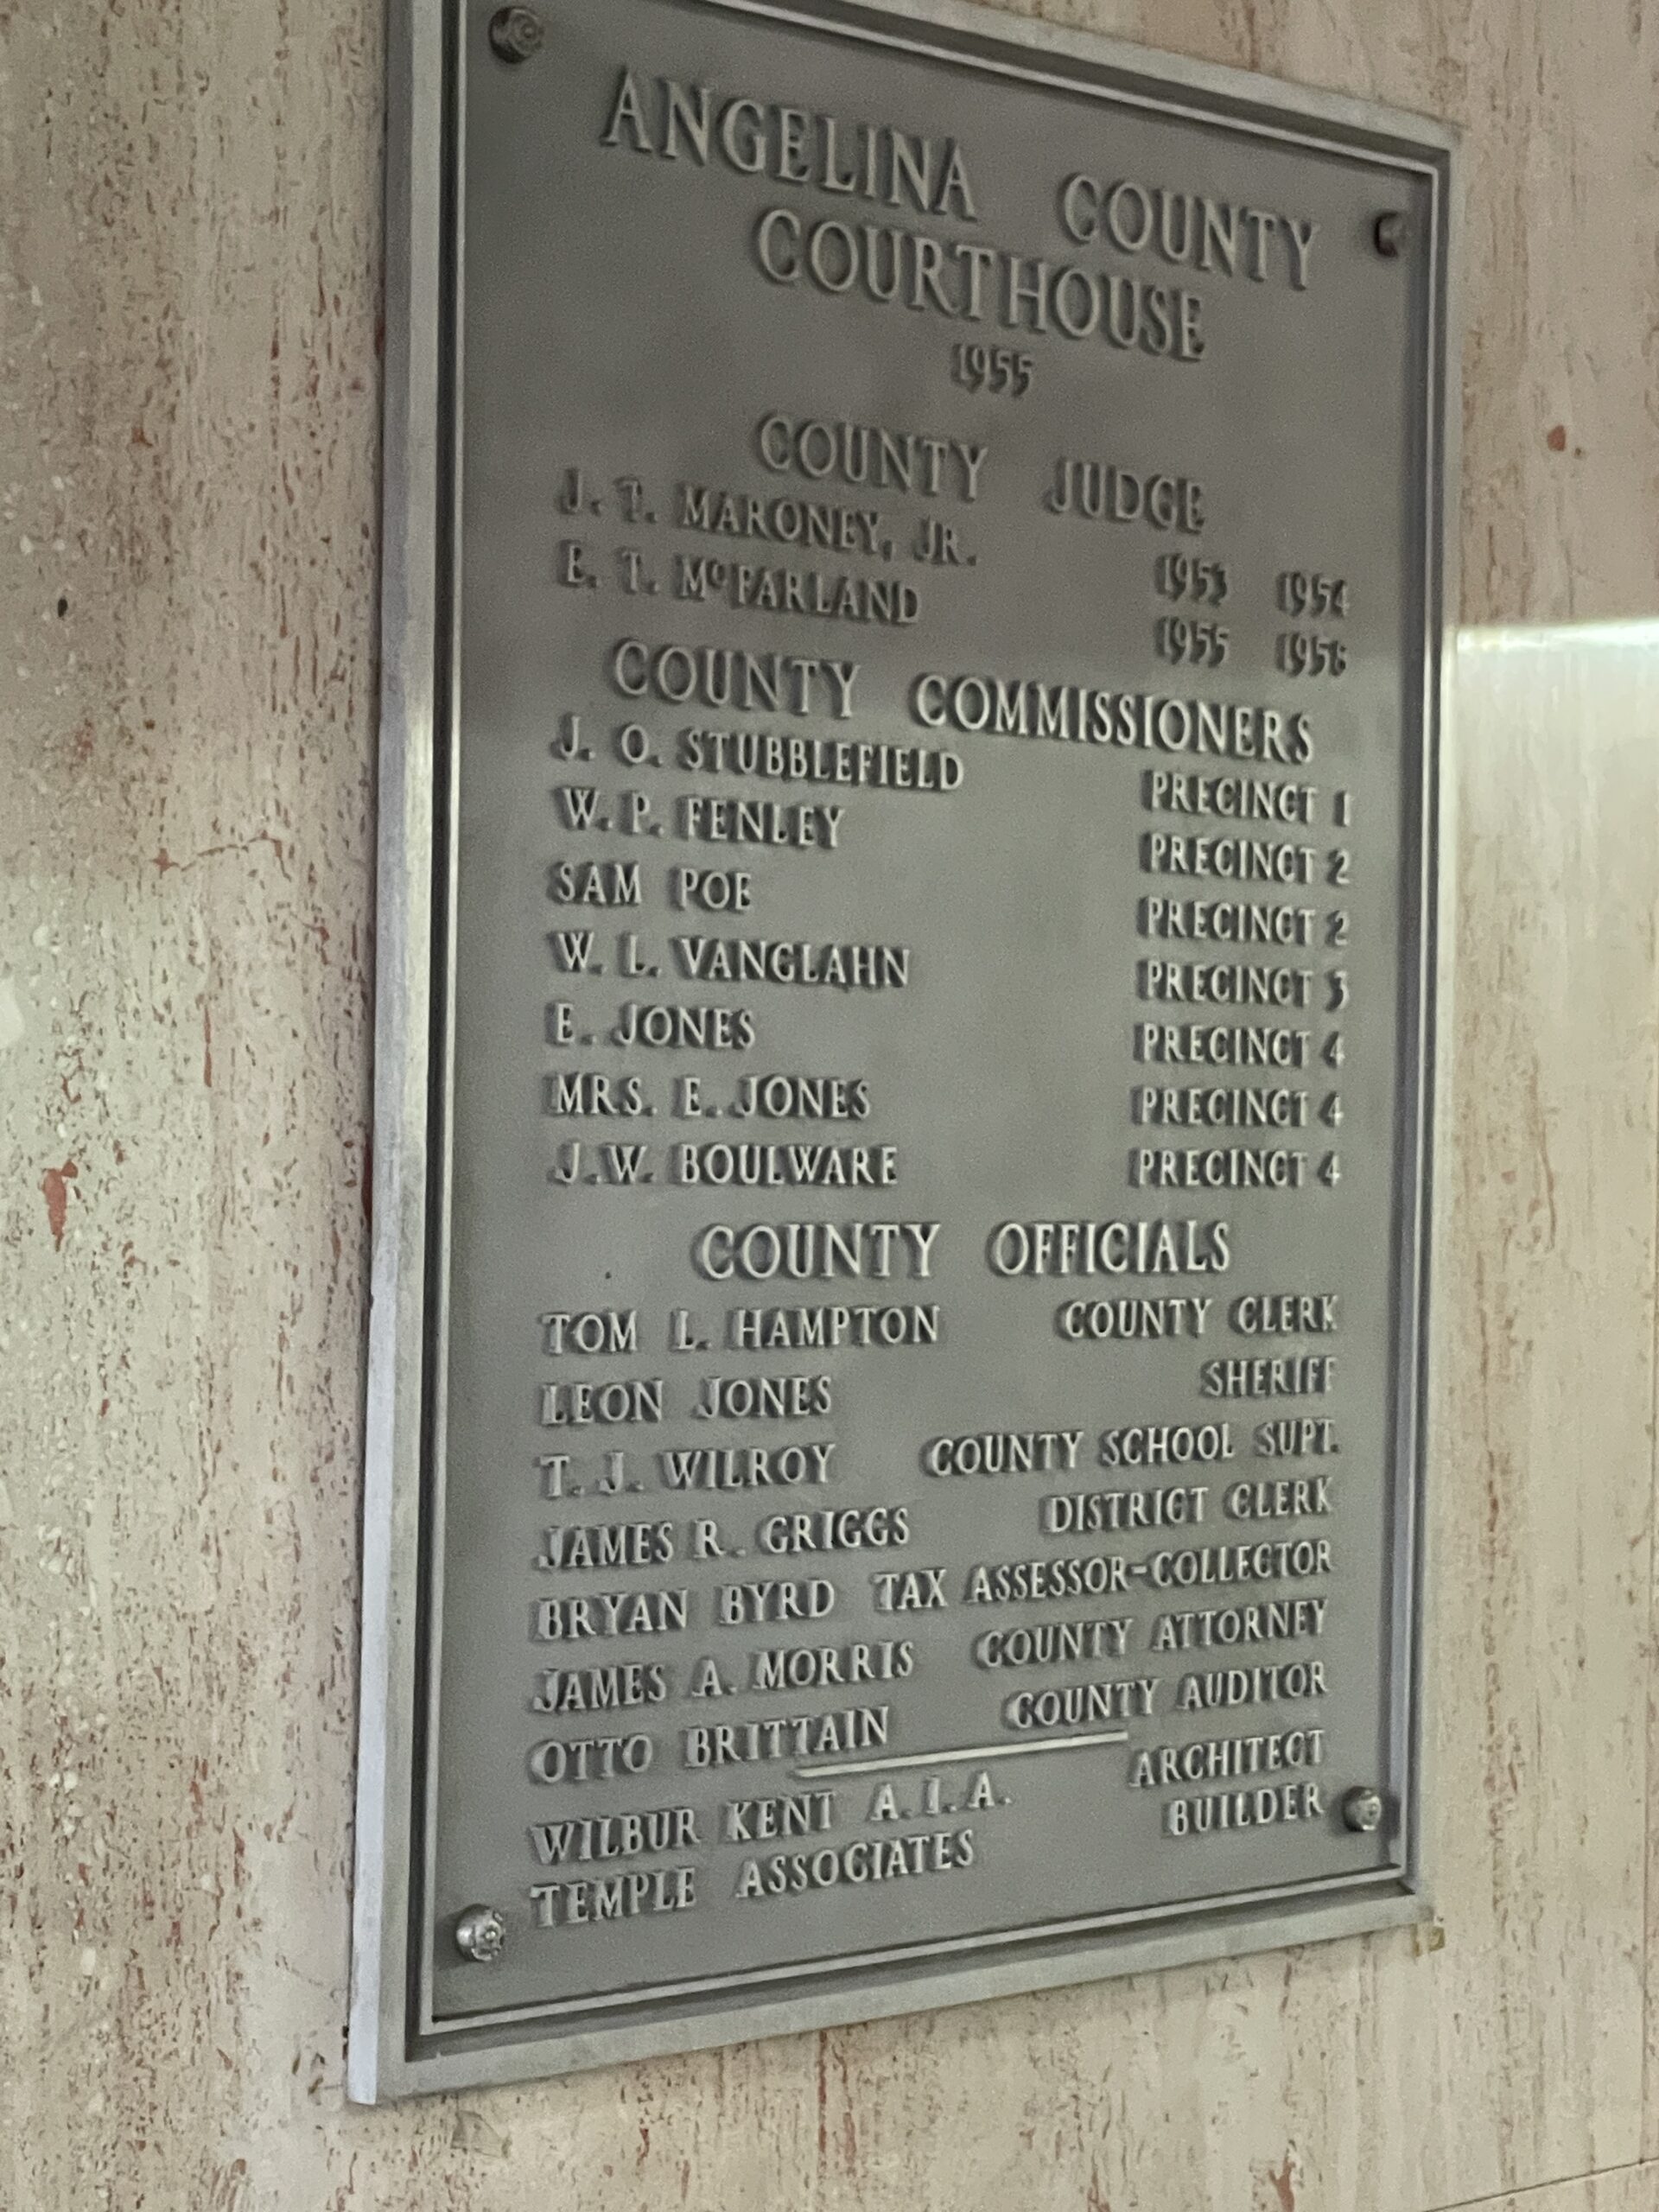 ANGELINA COUNTY
COURTHOUSE
1955
COUNTY JUDGE
J. T. MARONEY, JR. 1953 1954
E. T. McFARLAND 1955 1958
COUNTY COMMISSIONERS
J. O. STUBBLEFIELD PRECINCT 1
W. P. FENLEY PRECINCT 2
SAM POE PRECINCT 2
W. L. VANGLAHN PRECINCT 3
E. JONES PRECINCT 4
MRS. E. JONES PRECINCT 4
J. W. BOULWARE PRECINCT 4
COUNTY OFFICIALS
TOM L. HAMPTON COUNTY CLERK
LEON JONES SHERIFF
T. J. WILROY COUNTY SCHOOL SUPT.
JAMES R. GRIGGS DISTRICT CLERK
BRYAN BYRD TAX ASSESSOR-COLLECTOR
JAMES A. MORRIS COUNTY ATTORNEY
OTTO BRITTAIN COUNTY AUDITOR
WILBUR KENT A.I.A. ARCHITECT
TEMPLE ASSOCIATES BUILDER